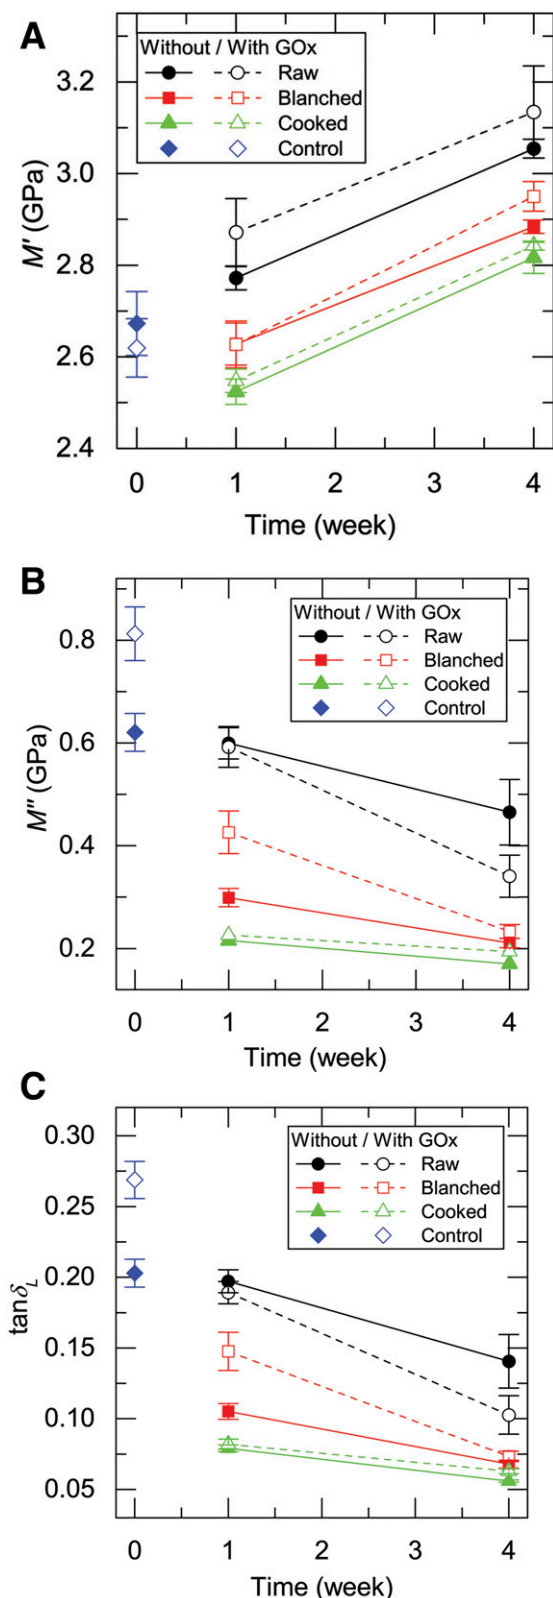 A
Without / With GOx
Raw
Blanched
Cooked
Control
3.2
3.0
2.8
2.6
2.4
M′ (GPa)
0 1 2 3 4
Time (week)
B
Without / With GOx
Raw
Blanched
Cooked
Control
0.8
0.6
0.4
0.2
M″ (GPa)
0 1 2 3 4
Time (week)
C
Without / With GOx
Raw
Blanched
Cooked
Control
0.30
0.25
0.20
0.15
0.10
0.05
tanδL
0 1 2 3 4
Time (week)